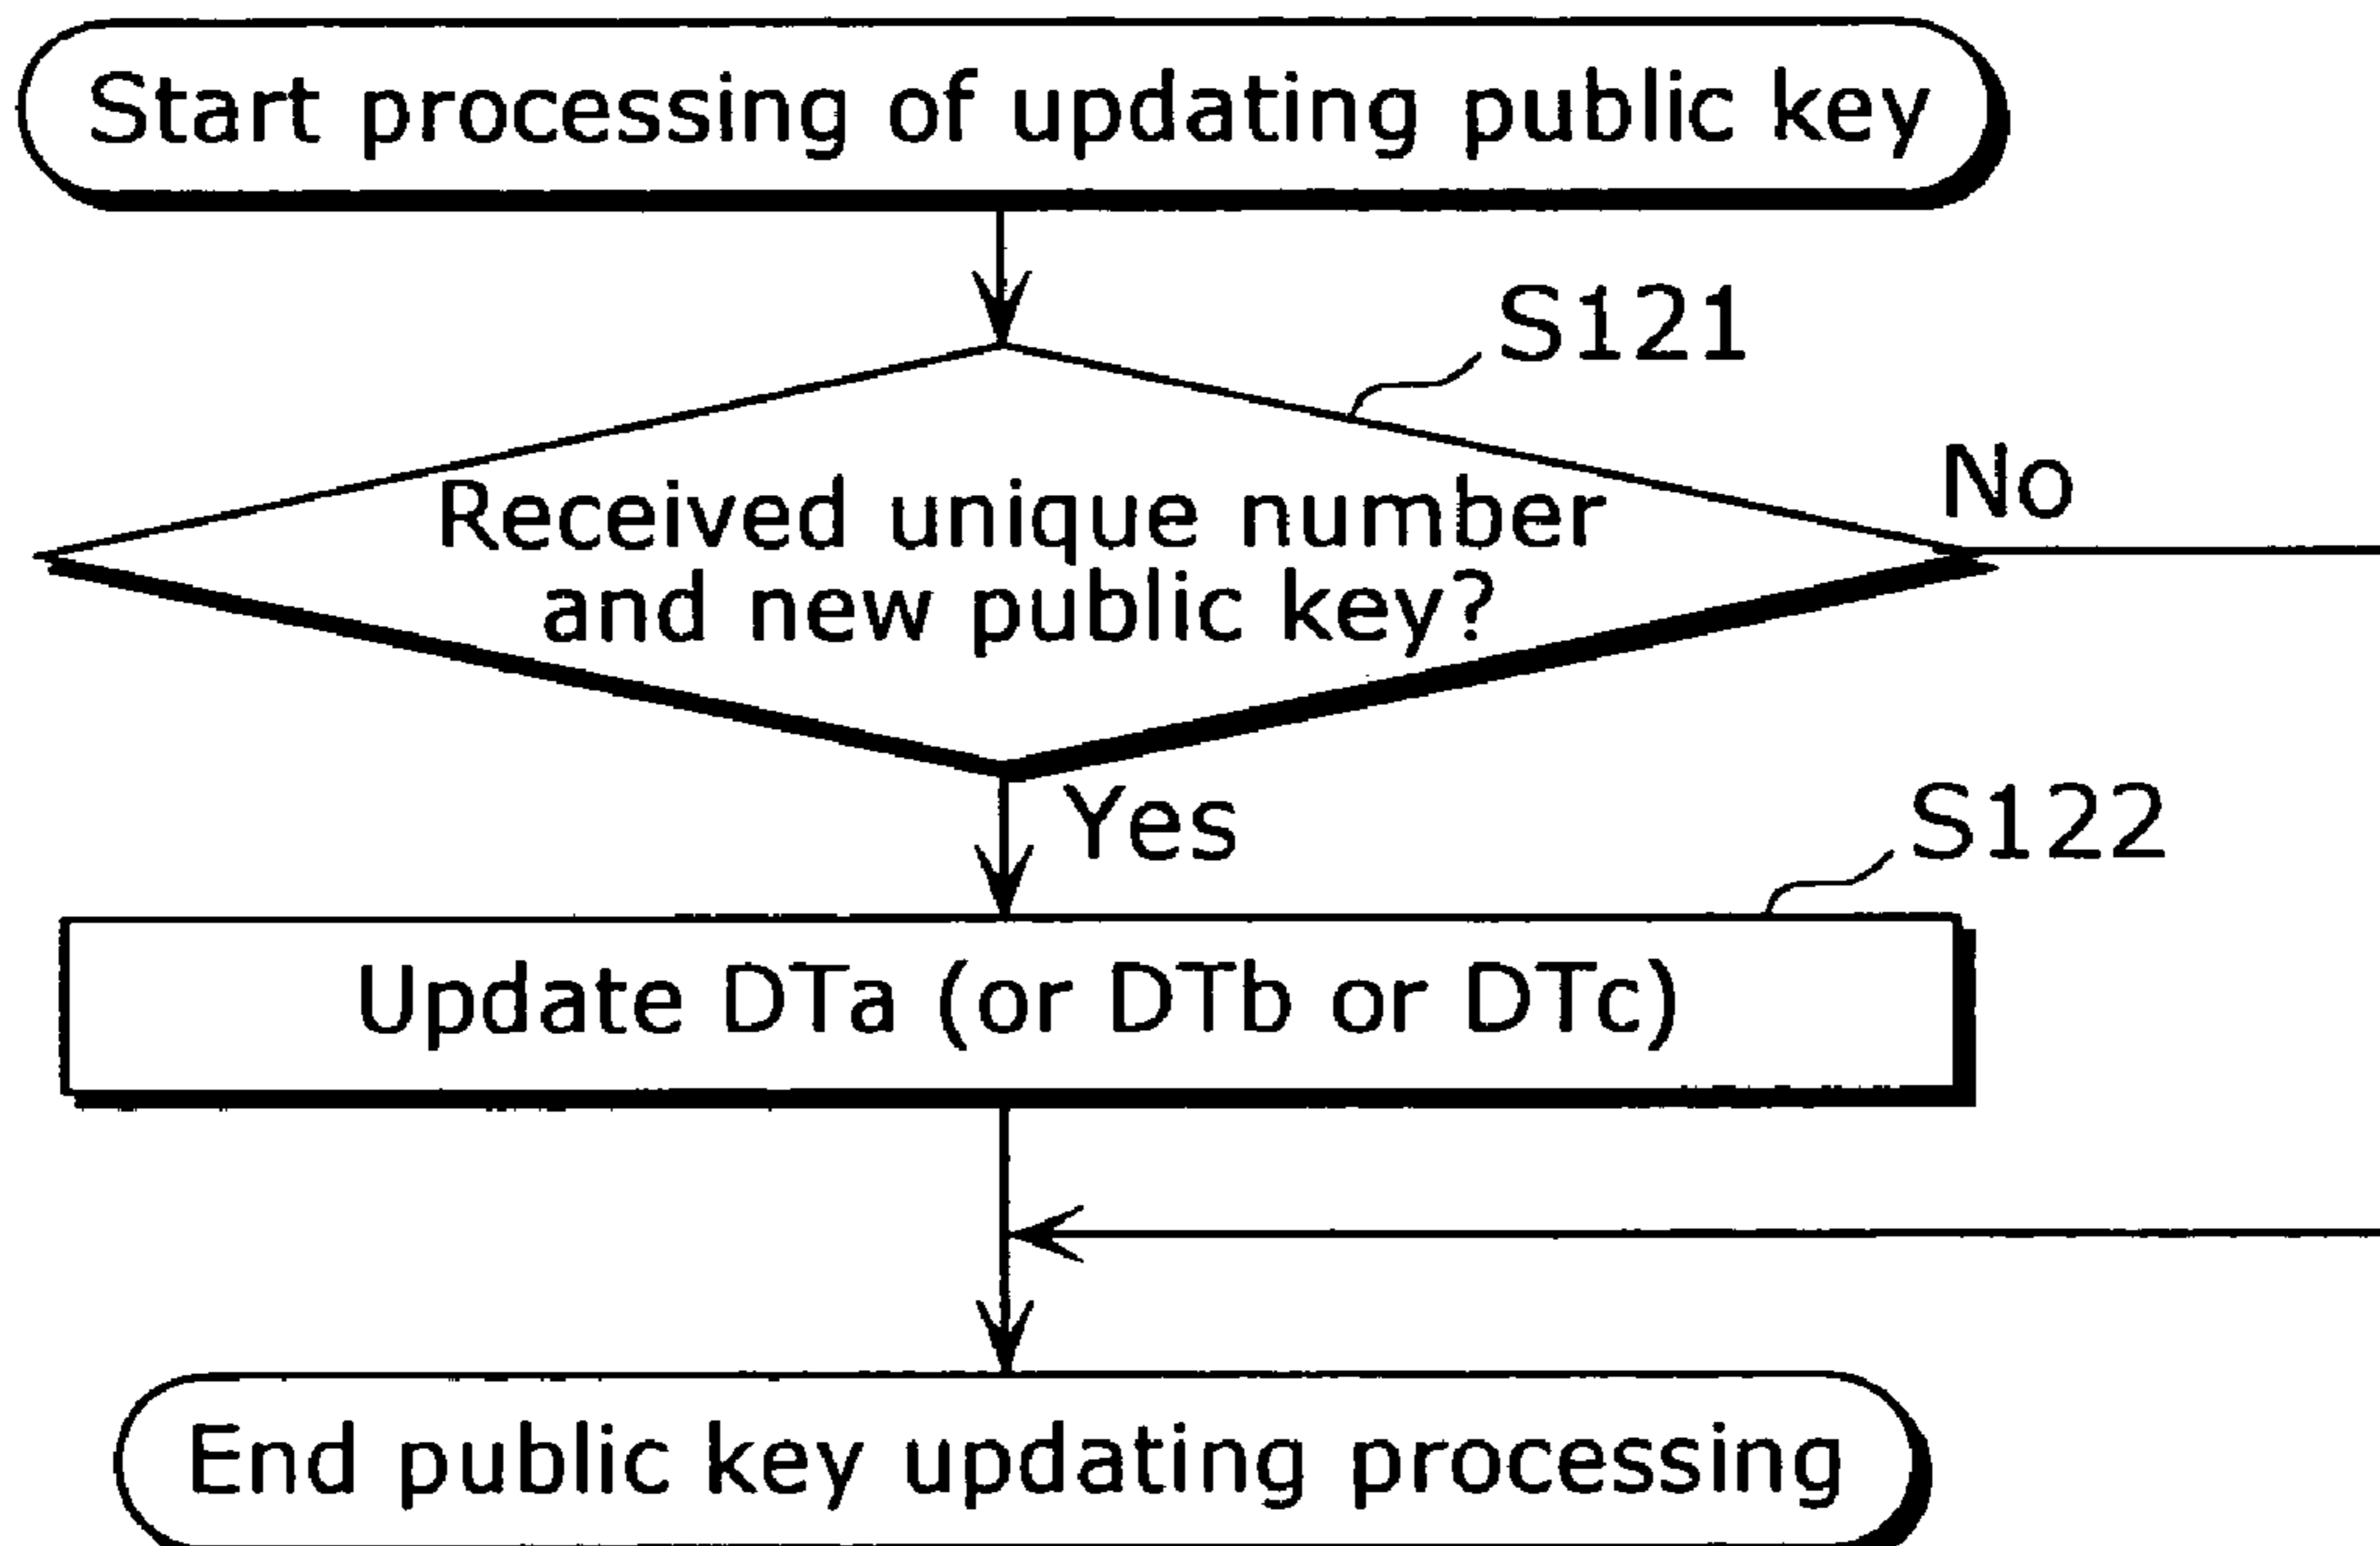 Start processing of updating public key
S121
Received unique number
and new public key?
No
Yes
S122
Update DTa (or DTb or DTc)
End public key updating processing